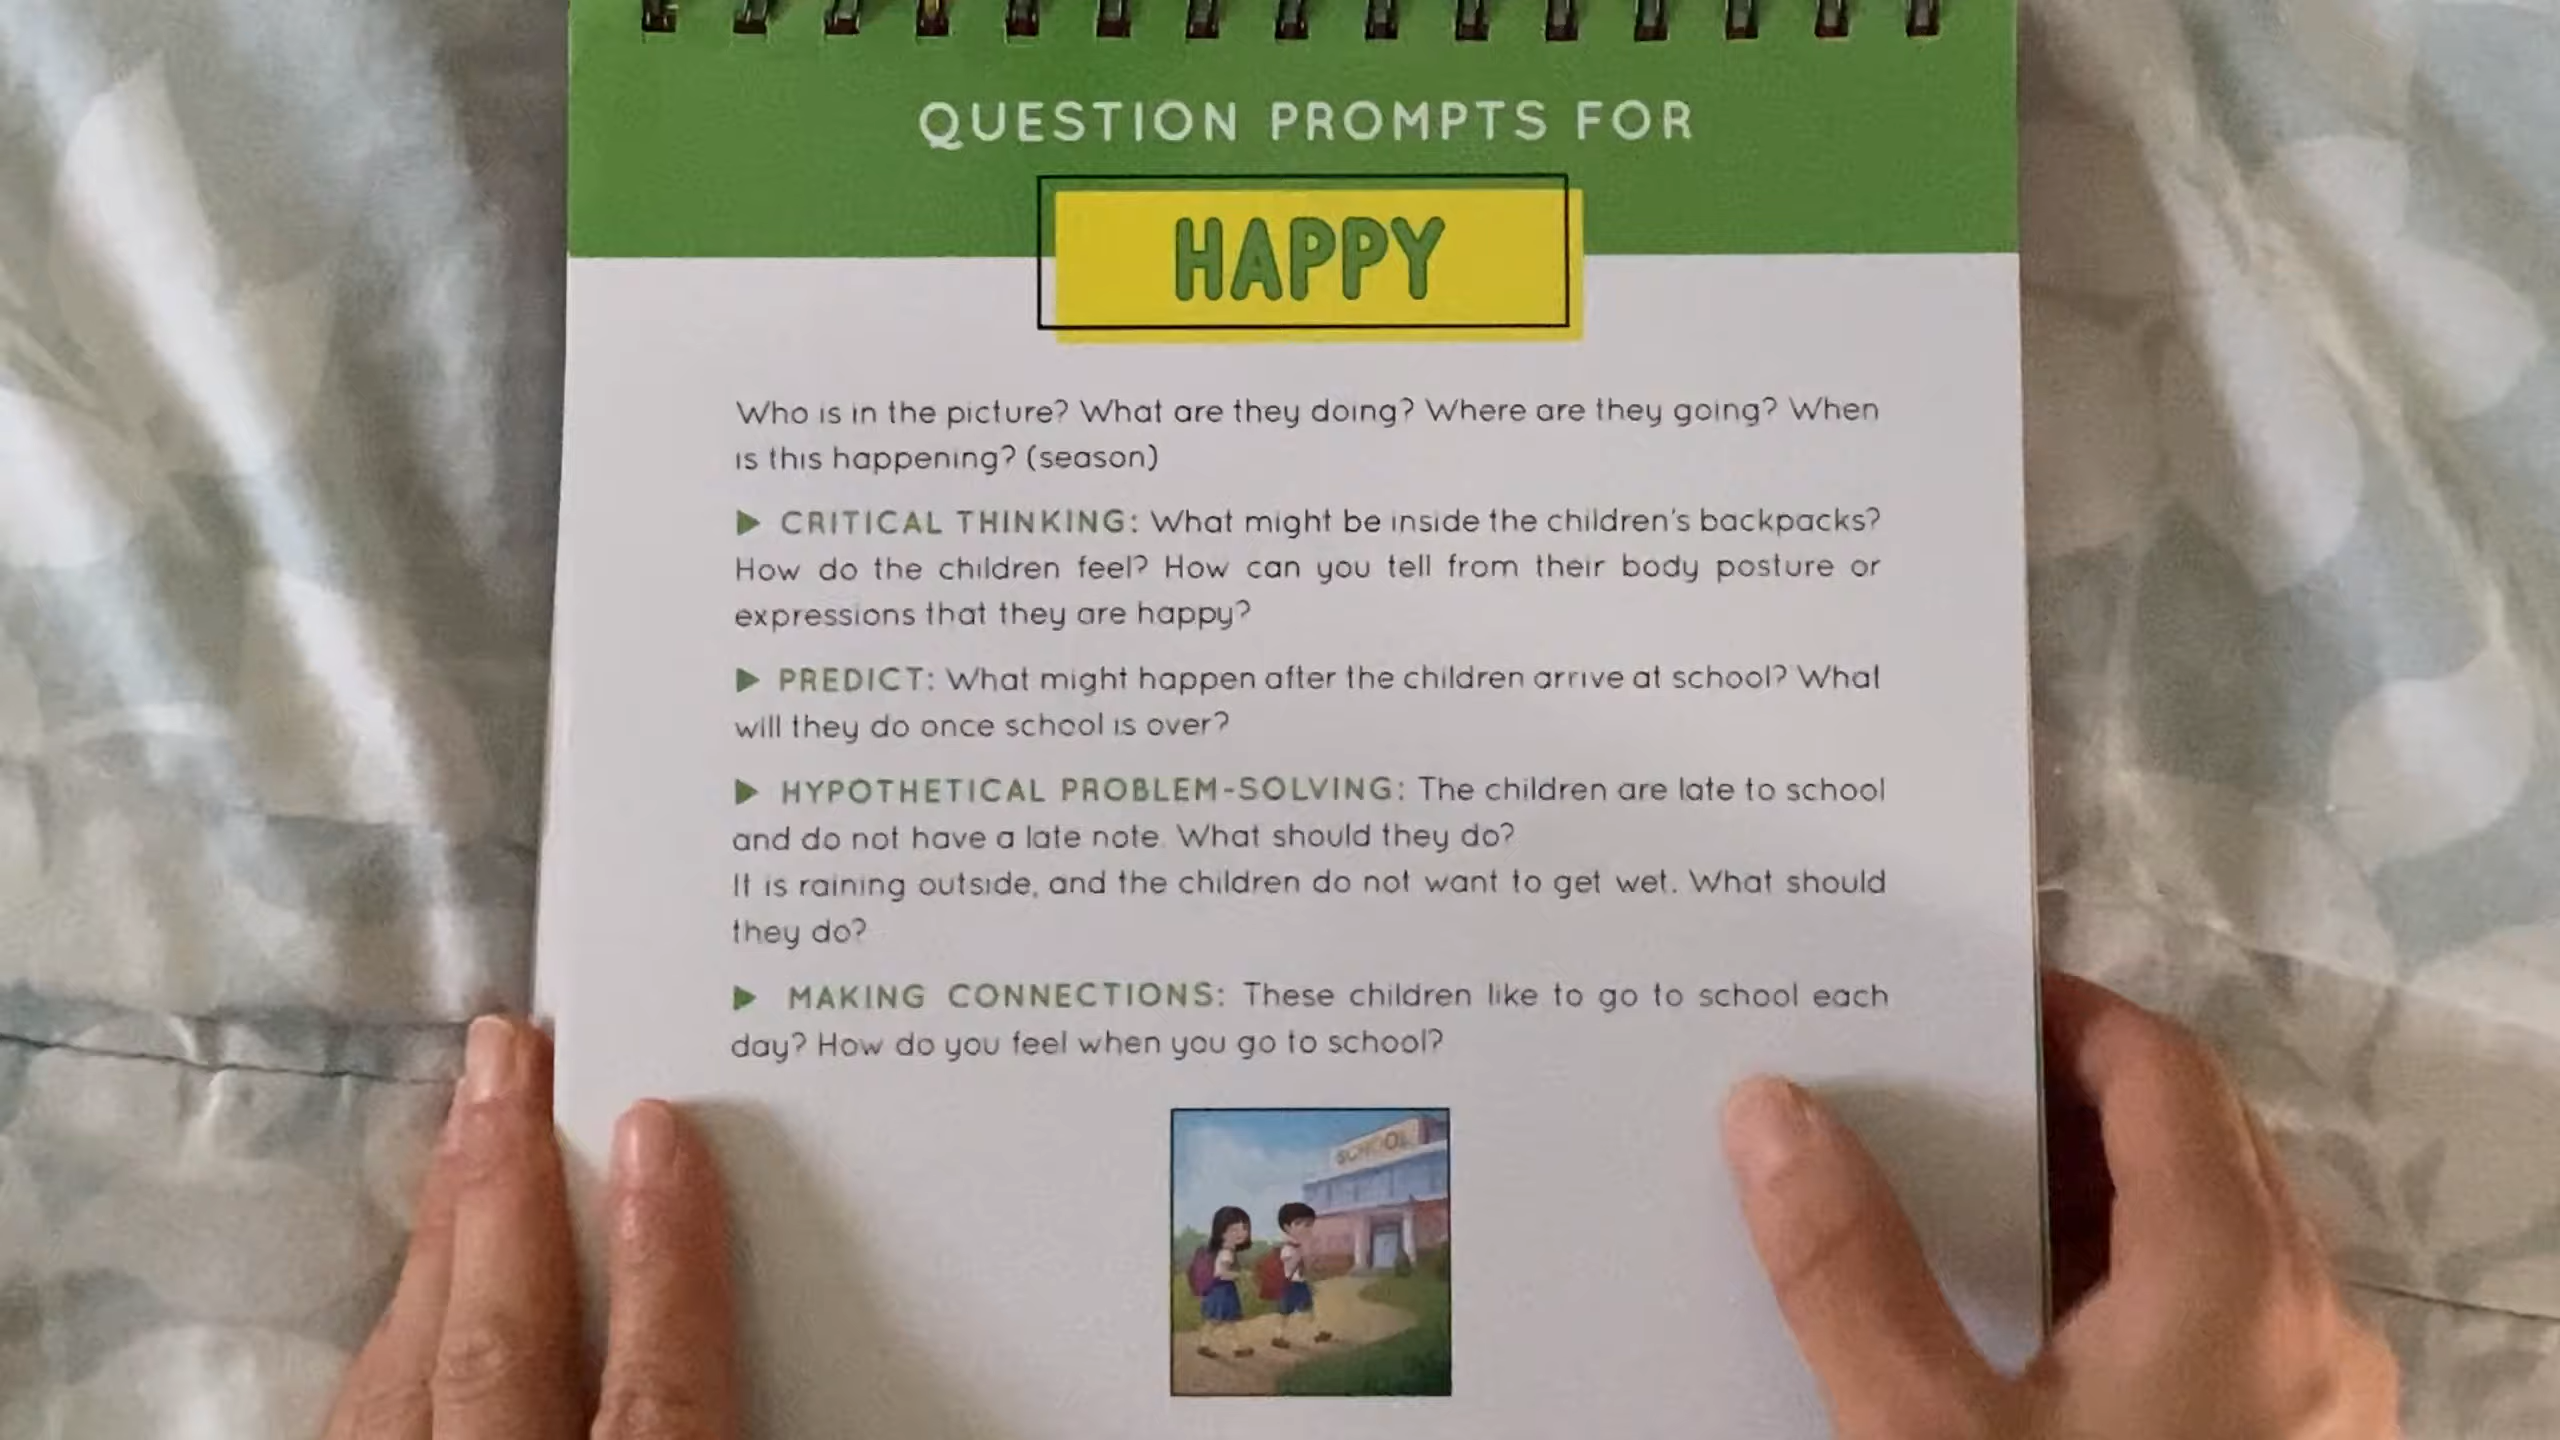 QUESTION PROMPTS FOR
HAPPY
Who is in the picture? What are they doing? Where are they going? When
is this happening? (season)
▶ CRITICAL THINKING: What might be inside the children's backpacks?
How do the children feel? How can you tell from their body posture or
expressions that they are happy?
▶ PREDICT: What might happen after the children arrive at school? What
will they do once school is over?
▶ HYPOTHETICAL PROBLEM-SOLVING: The children are late to school
and do not have a late note. What should they do?
It is raining outside, and the children do not want to get wet. What should
they do?
▶ MAKING CONNECTIONS: These children like to go to school each
day? How do you feel when you go to school?
SCHOOL